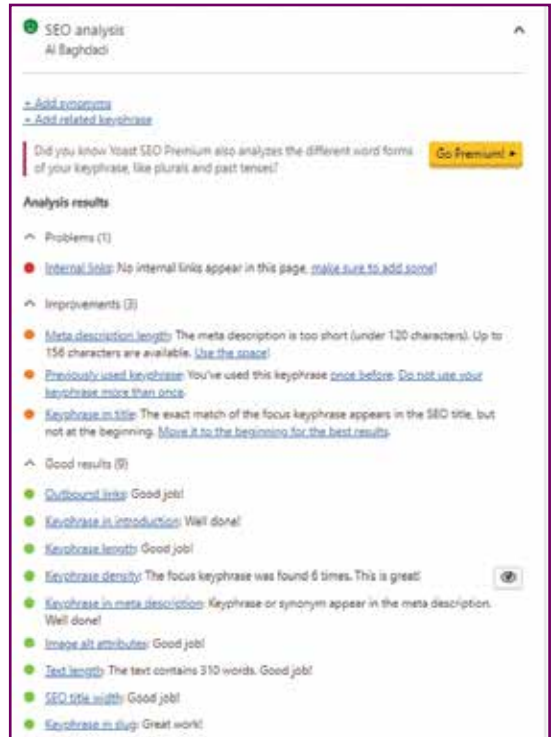 SEO analysis
Al Baghdadi
+ Add synonyms
+ Add related keyphrase
Did you know Yoast SEO Premium also analyzes the different word forms
of your keyphrase, like plurals and past tenses?
Go Premium!
Analysis results
Problems (1)
Internal links: No internal links appear in this page, make sure to add some!
Improvements (3)
Meta description length: The meta description is too short (under 120 characters). Up to
156 characters are available. Use the space!
Previously used keyphrase: You've used this keyphrase once before. Do not use your
keyphrase more than once.
Keyphrase in title: The exact match of the focus keyphrase appears in the SEO title, but
not at the beginning. Move it to the beginning for the best results.
Good results (9)
Outbound links: Good job!
Keyphrase in introduction: Well done!
Keyphrase length: Good job!
Keyphrase density: The focus keyphrase was found 6 times. This is great!
Keyphrase in meta description: Keyphrase or synonym appear in the meta description.
Well done!
Image alt attributes: Good job!
Text length: The text contains 310 words. Good job!
SEO title width: Good job!
Keyphrase in slug: Great work!